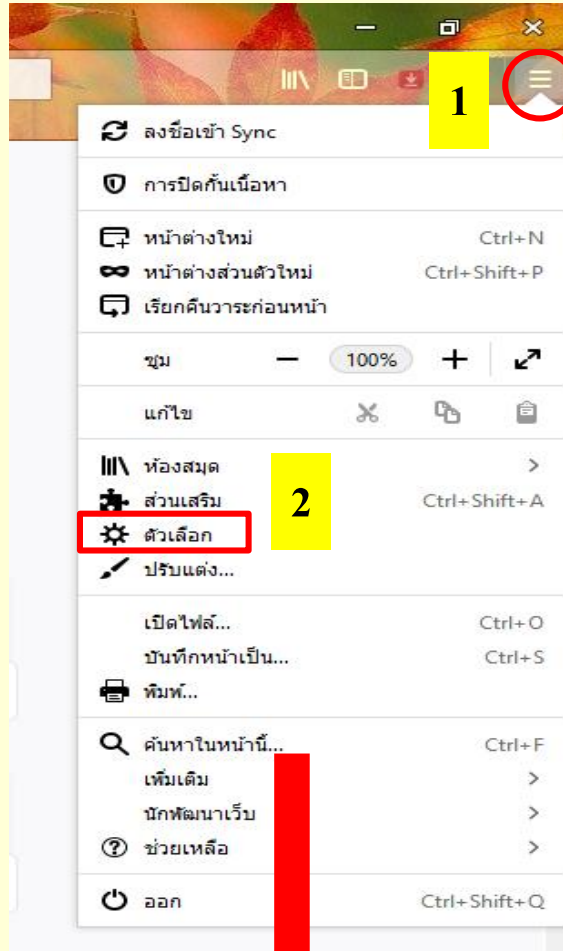 1
ลงชื่อเข้า Sync
การปิดกั้นเนื้อหา
หน้าต่างใหม่ Ctrl+N
หน้าต่างส่วนตัวใหม่ Ctrl+Shift+P
เรียกคืนวาระก่อนหน้า
ซูม 100%
แก้ไข
ห้องสมุด
ส่วนเสริม Ctrl+Shift+A
2
ตัวเลือก
ปรับแต่ง...
เปิดไฟล์... Ctrl+O
บันทึกหน้าเป็น... Ctrl+S
พิมพ์...
ค้นหาในหน้านี้... Ctrl+F
เพิ่มเติม
นักพัฒนาเว็บ
ช่วยเหลือ
ออก Ctrl+Shift+Q